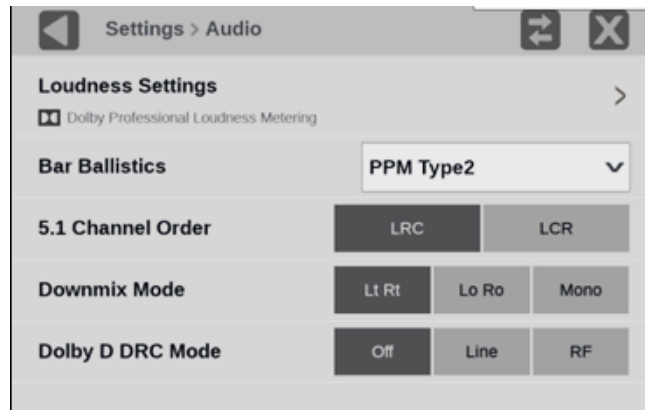 Settings > Audio
Loudness Settings
Dolby Professional Loudness Metering
Bar Ballistics PPM Type2
5.1 Channel Order LRC LCR
Downmix Mode Lt Rt Lo Ro Mono
Dolby D DRC Mode Off Line RF